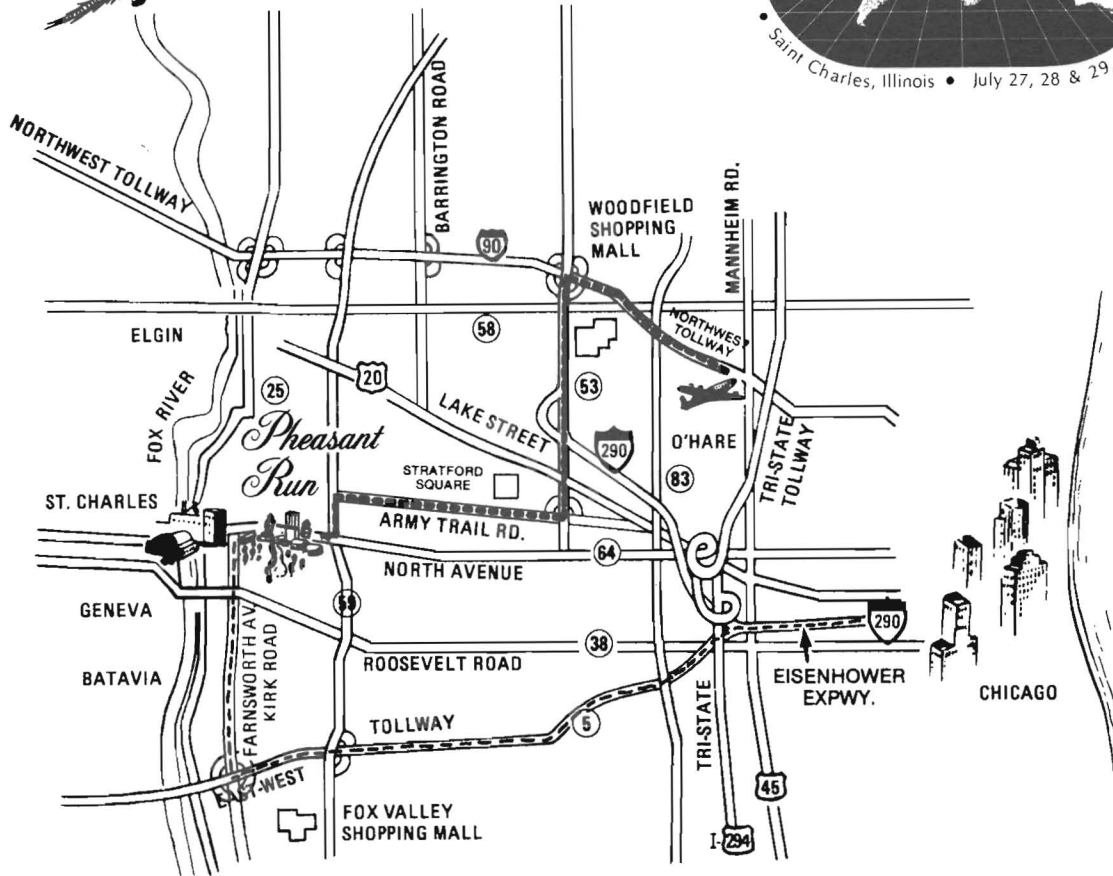 • Saint Charles, Illinois • July 27, 28 & 29
NORTHWEST TOLLWAY
BARRINGTON ROAD
90
WOODFIELD
SHOPPING
MALL
MANNHEIM RD.
ELGIN
58
NORTHWEST
TOLLWAY
FOX RIVER
25
20
LAKE STREET
53
290
O'HARE
83
TRI-STATE
TOLLWAY
Pheasant
Run
STRATFORD
SQUARE
ST. CHARLES
ARMY TRAIL RD.
NORTH AVENUE
64
GENEVA
FARNSWORTH AV.
KIRK ROAD
59
38
290
ROOSEVELT ROAD
BATAVIA
EISENHOWER
EXPWY.
CHICAGO
TOLLWAY
5
TRI-STATE
EAST-WEST
45
FOX VALLEY
SHOPPING MALL
I-294